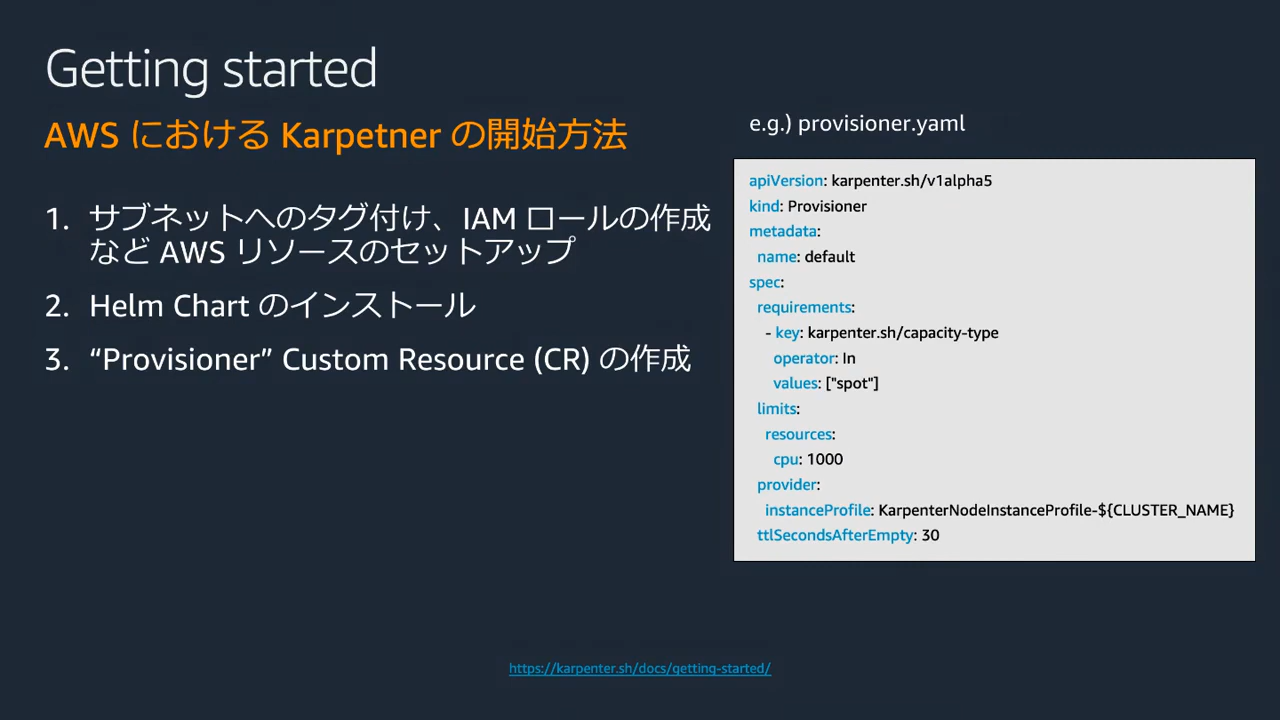 Getting started
AWS における Karpetner の開始方法
1. サブネットへのタグ付け、IAM ロールの作成
など AWS リソースのセットアップ
2. Helm Chart のインストール
3. “Provisioner” Custom Resource (CR) の作成
e.g.) provisioner.yaml
apiVersion: karpenter.sh/v1alpha5
kind: Provisioner
metadata:
  name: default
spec:
  requirements:
    - key: karpenter.sh/capacity-type
      operator: In
      values: ["spot"]
  limits:
    resources:
      cpu: 1000
  provider:
    instanceProfile: KarpenterNodeInstanceProfile-${CLUSTER_NAME}
  ttlSecondsAfterEmpty: 30
https://karpenter.sh/docs/getting-started/